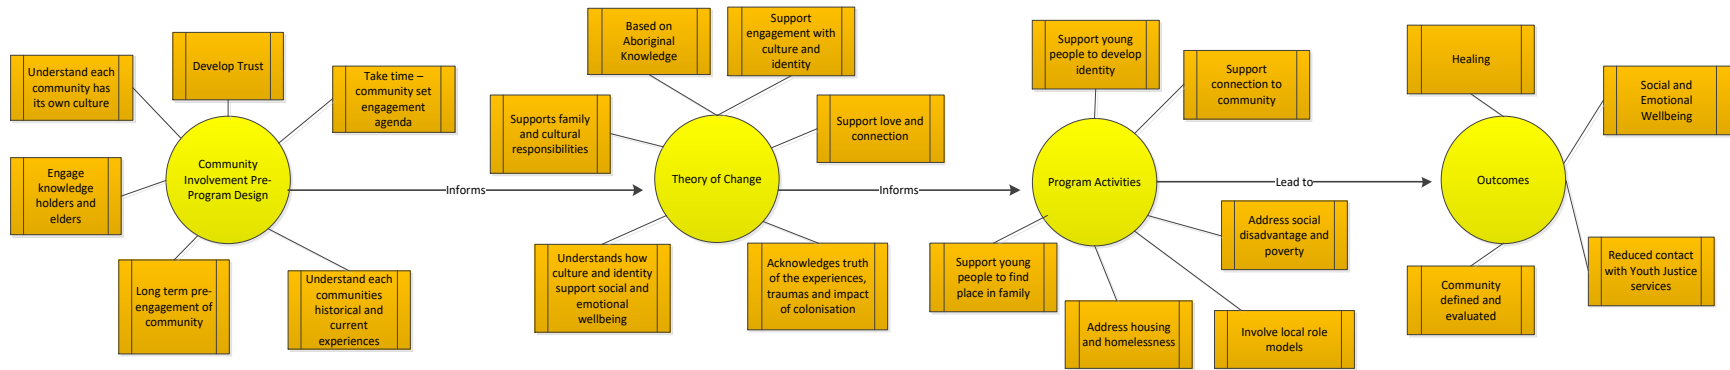 Understand each
community has
its own culture
Develop Trust
Take time –
community set
engagement
agenda
Engage
knowledge
holders and
elders
Community
Involvement Pre-
Program Design
Long term pre-
engagement of
community
Understand each
communities
historical and
current
experiences
Informs
Based on
Aboriginal
Knowledge
Support
engagement with
culture and
identity
Supports family
and cultural
responsibilities
Support love and
connection
Theory of Change
Understands how
culture and identity
support social and
emotional
wellbeing
Acknowledges truth
of the experiences,
traumas and impact
of colonisation
Informs
Support young
people to develop
identity
Support
connection to
community
Program Activities
Support young
people to find
place in family
Address housing
and homelessness
Involve local role
models
Address social
disadvantage and
poverty
Lead to
Healing
Social and
Emotional
Wellbeing
Outcomes
Community
defined and
evaluated
Reduced contact
with Youth Justice
services